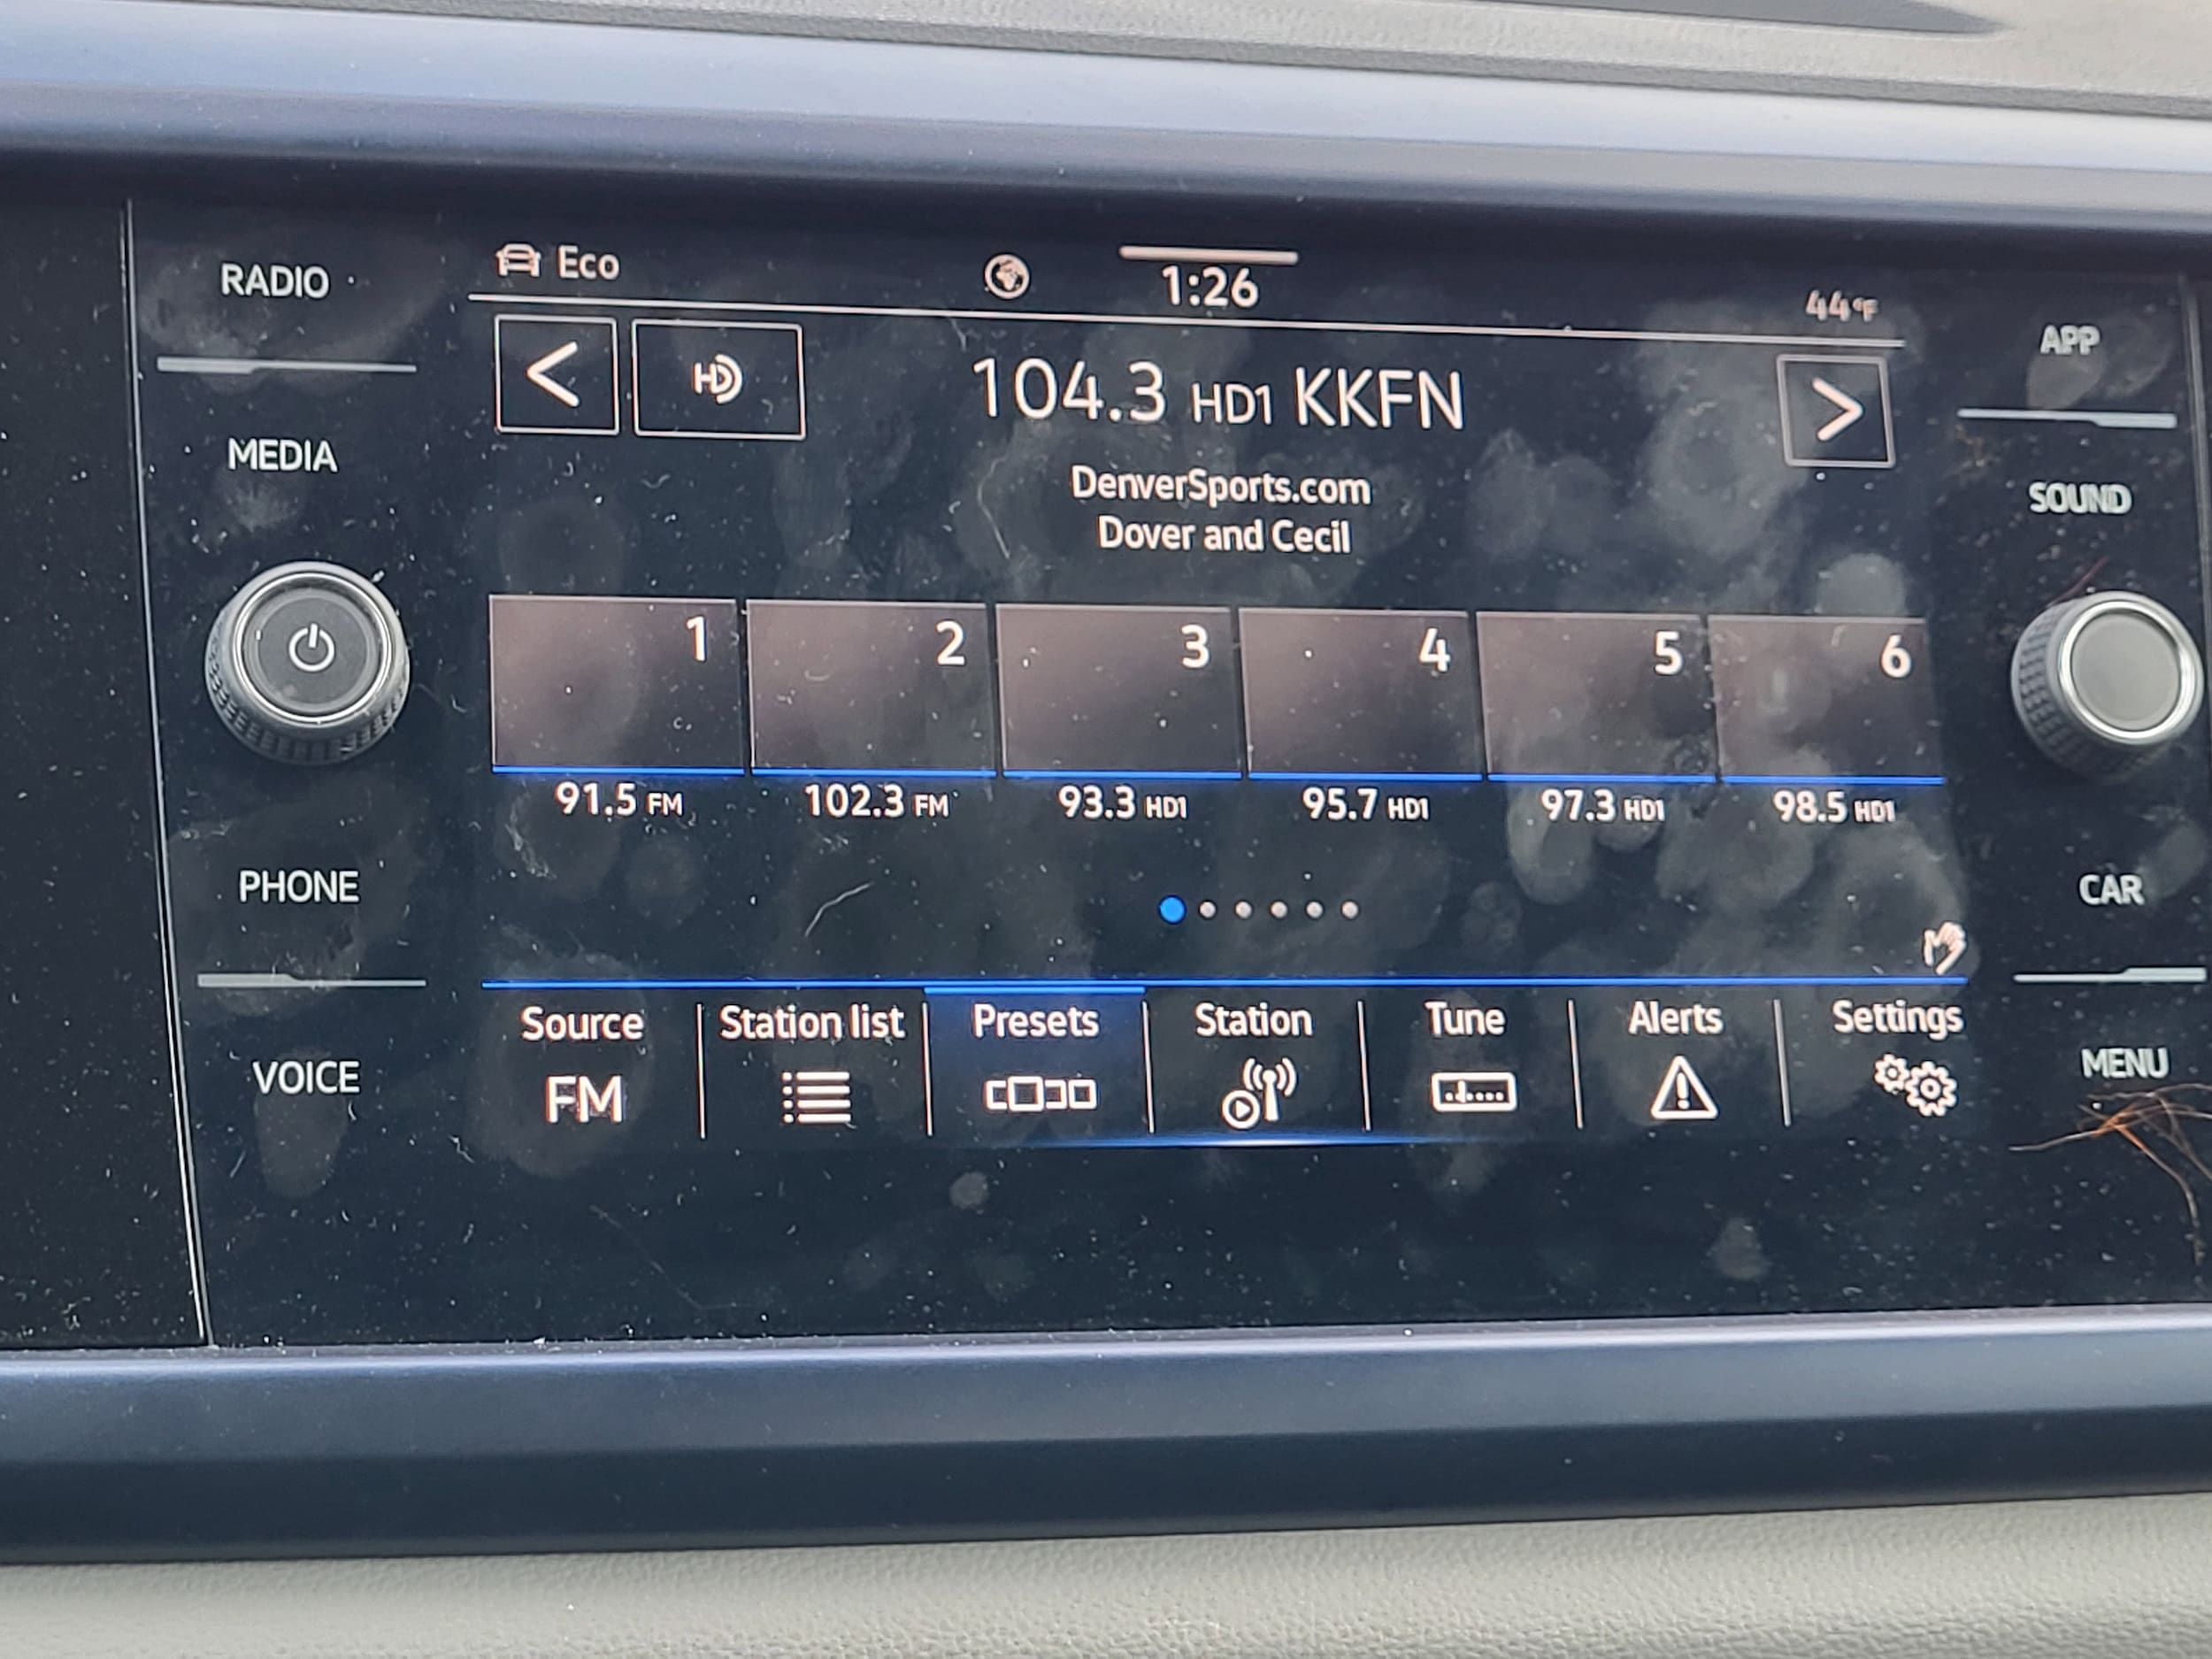 RADIO
MEDIA
PHONE
VOICE
Eco
1:26
44°F
HD
104.3 HD1 KKFN
DenverSports.com
Dover and Cecil
1 2 3 4 5 6
91.5 FM 102.3 FM 93.3 HD1 95.7 HD1 97.3 HD1 98.5 HD1
Source Station list Presets Station Tune Alerts Settings
FM
APP
SOUND
CAR
MENU